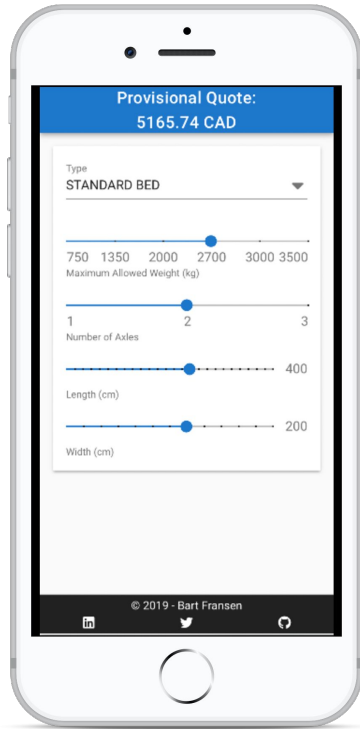 Provisional Quote:
5165.74 CAD
Type
STANDARD BED
750 1350 2000 2700 3000 3500
Maximum Allowed Weight (kg)
1 2 3
Number of Axles
400
Length (cm)
200
Width (cm)
© 2019 - Bart Fransen
in